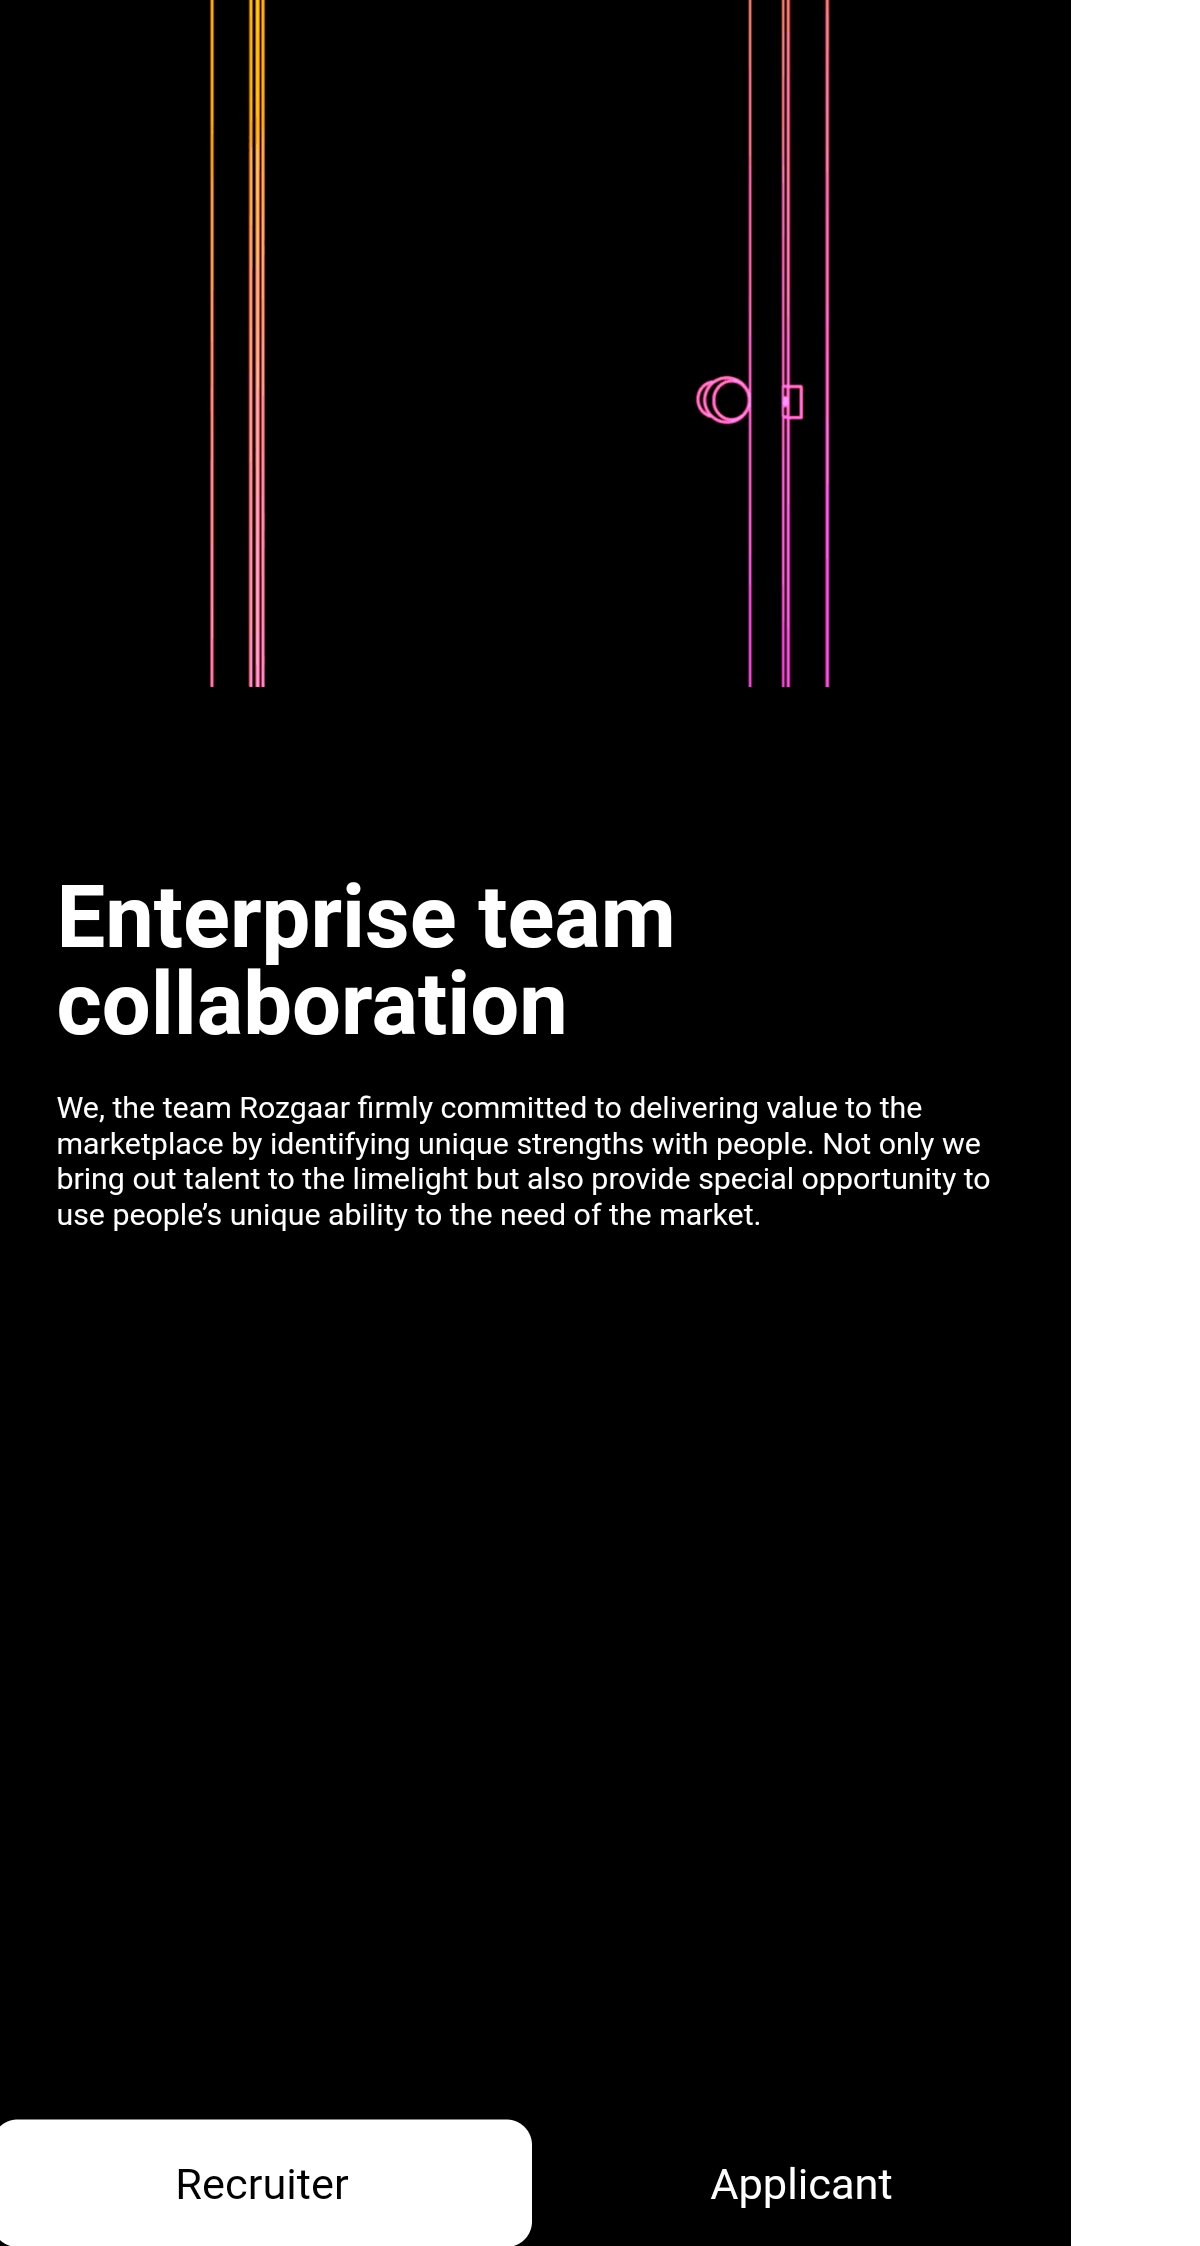 Enterprise team
collaboration
We, the team Rozgaar firmly committed to delivering value to the
marketplace by identifying unique strengths with people. Not only we
bring out talent to the limelight but also provide special opportunity to
use people’s unique ability to the need of the market.
Recruiter
Applicant